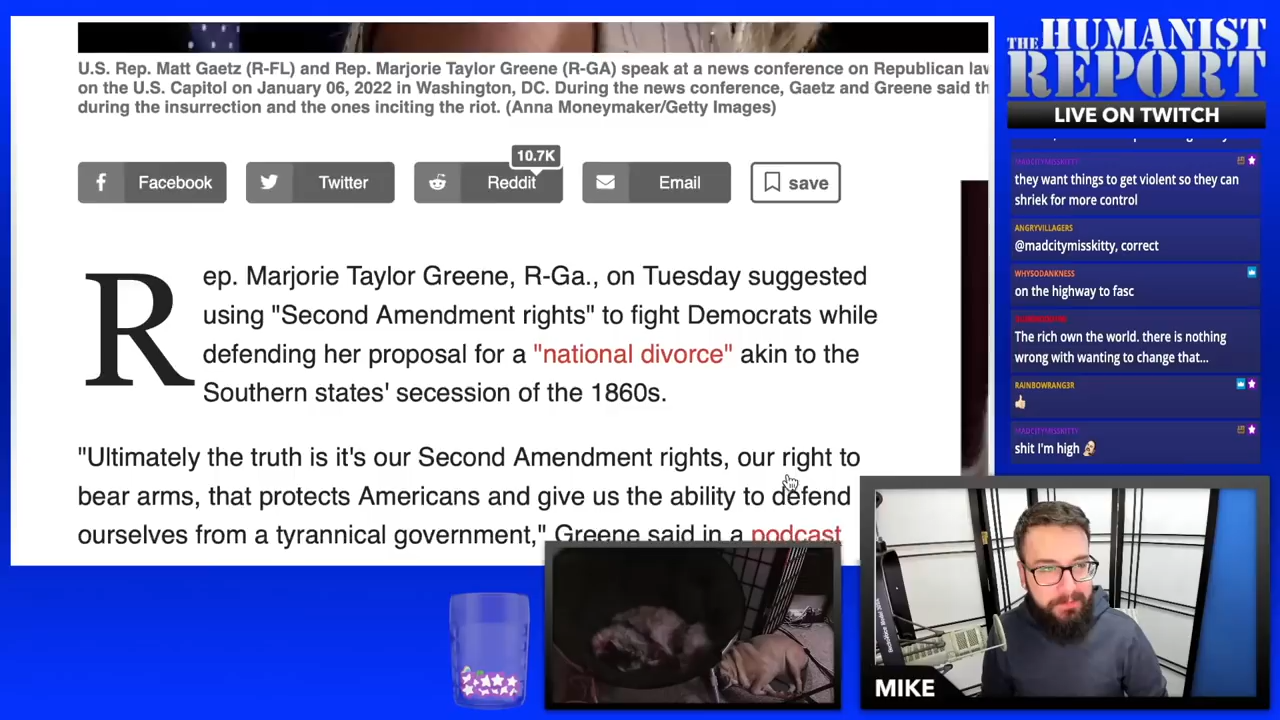 U.S. Rep. Matt Gaetz (R-FL) and Rep. Marjorie Taylor Greene (R-GA) speak at a news conference on Republican law
on the U.S. Capitol on January 06, 2022 in Washington, DC. During the news conference, Gaetz and Greene said th
during the insurrection and the ones inciting the riot. (Anna Moneymaker/Getty Images)
10.7K
Facebook
Twitter
Reddit
Email
save
Rep. Marjorie Taylor Greene, R-Ga., on Tuesday suggested
using "Second Amendment rights" to fight Democrats while
defending her proposal for a "national divorce" akin to the
Southern states' secession of the 1860s.
"Ultimately the truth is it's our Second Amendment rights, our right to
bear arms, that protects Americans and give us the ability to defend
ourselves from a tyrannical government," Greene said in a podcast
THE HUMANIST
REPORT
LIVE ON TWITCH
MADCITYMISSKITTY
they want things to get violent so they can
shriek for more control
ANGRYVILLAGERS
@madcitymisskitty, correct
WHYSODANKNESS
on the highway to fasc
The rich own the world. there is nothing
wrong with wanting to change that...
RAINBOWRANG3R
MADCITYMISSKITTY
shit I'm high
MIKE